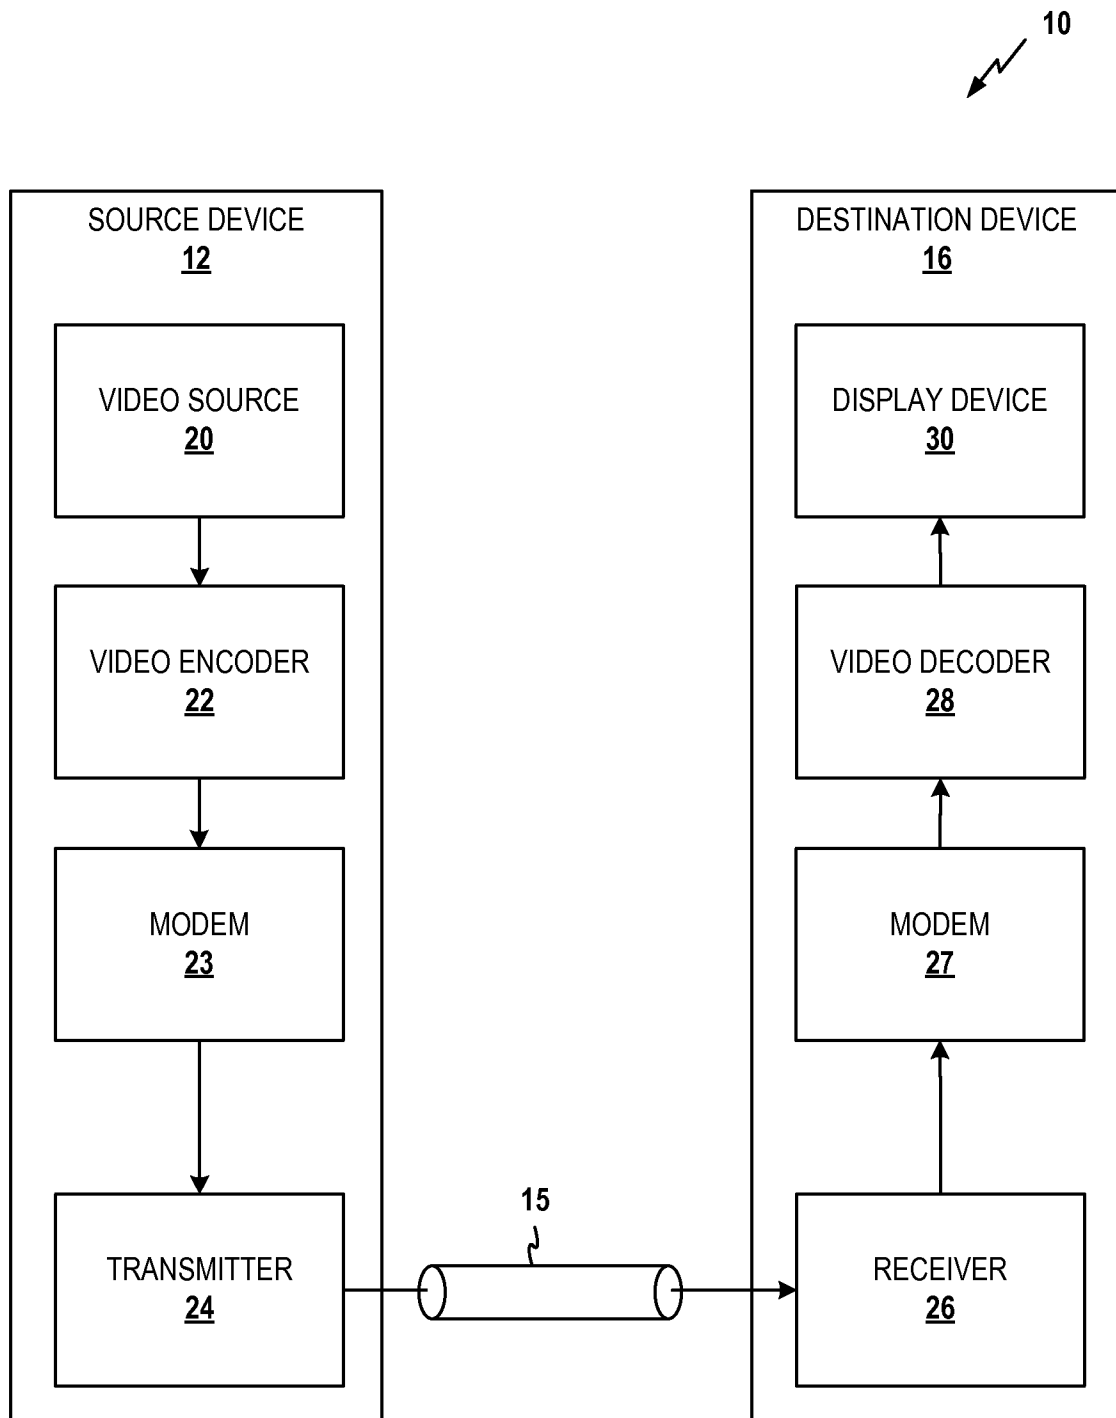 10
SOURCE DEVICE
12
VIDEO SOURCE
20
VIDEO ENCODER
22
MODEM
23
TRANSMITTER
24
15
DESTINATION DEVICE
16
DISPLAY DEVICE
30
VIDEO DECODER
28
MODEM
27
RECEIVER
26